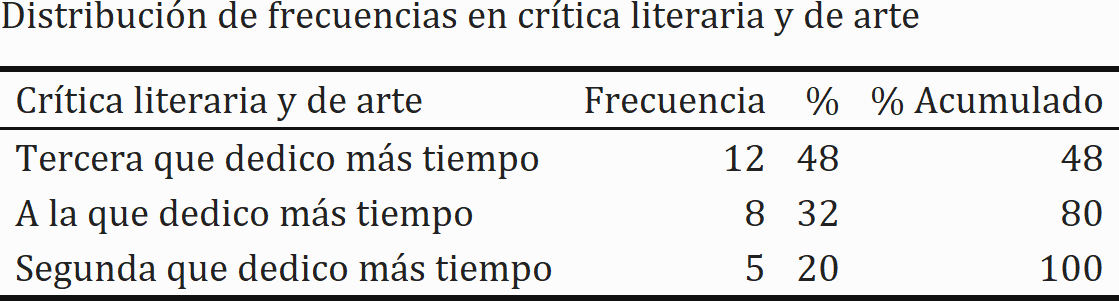 Distribución de frecuencias en crítica literaria y de arte
Crítica literaria y de arte Frecuencia % % Acumulado
Tercera que dedico más tiempo 12 48 48
A la que dedico más tiempo 8 32 80
Segunda que dedico más tiempo 5 20 100